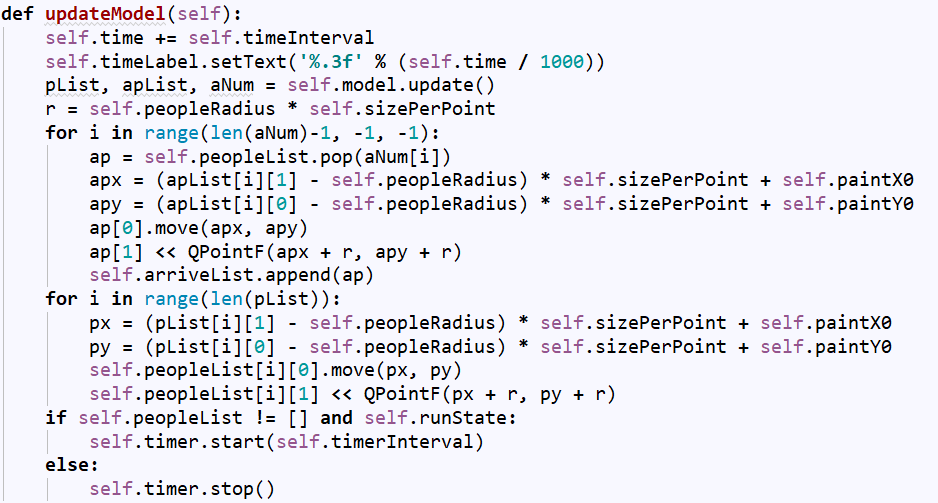 def updateModel(self):
    self.time += self.timeInterval
    self.timeLabel.setText('%.3f' % (self.time / 1000))
    pList, apList, aNum = self.model.update()
    r = self.peopleRadius * self.sizePerPoint
    for i in range(len(aNum)-1, -1, -1):
        ap = self.peopleList.pop(aNum[i])
        apx = (apList[i][1] - self.peopleRadius) * self.sizePerPoint + self.paintX0
        apy = (apList[i][0] - self.peopleRadius) * self.sizePerPoint + self.paintY0
        ap[0].move(apx, apy)
        ap[1] << QPointF(apx + r, apy + r)
        self.arriveList.append(ap)
    for i in range(len(pList)):
        px = (pList[i][1] - self.peopleRadius) * self.sizePerPoint + self.paintX0
        py = (pList[i][0] - self.peopleRadius) * self.sizePerPoint + self.paintY0
        self.peopleList[i][0].move(px, py)
        self.peopleList[i][1] << QPointF(px + r, py + r)
    if self.peopleList != [] and self.runState:
        self.timer.start(self.timerInterval)
    else:
        self.timer.stop()